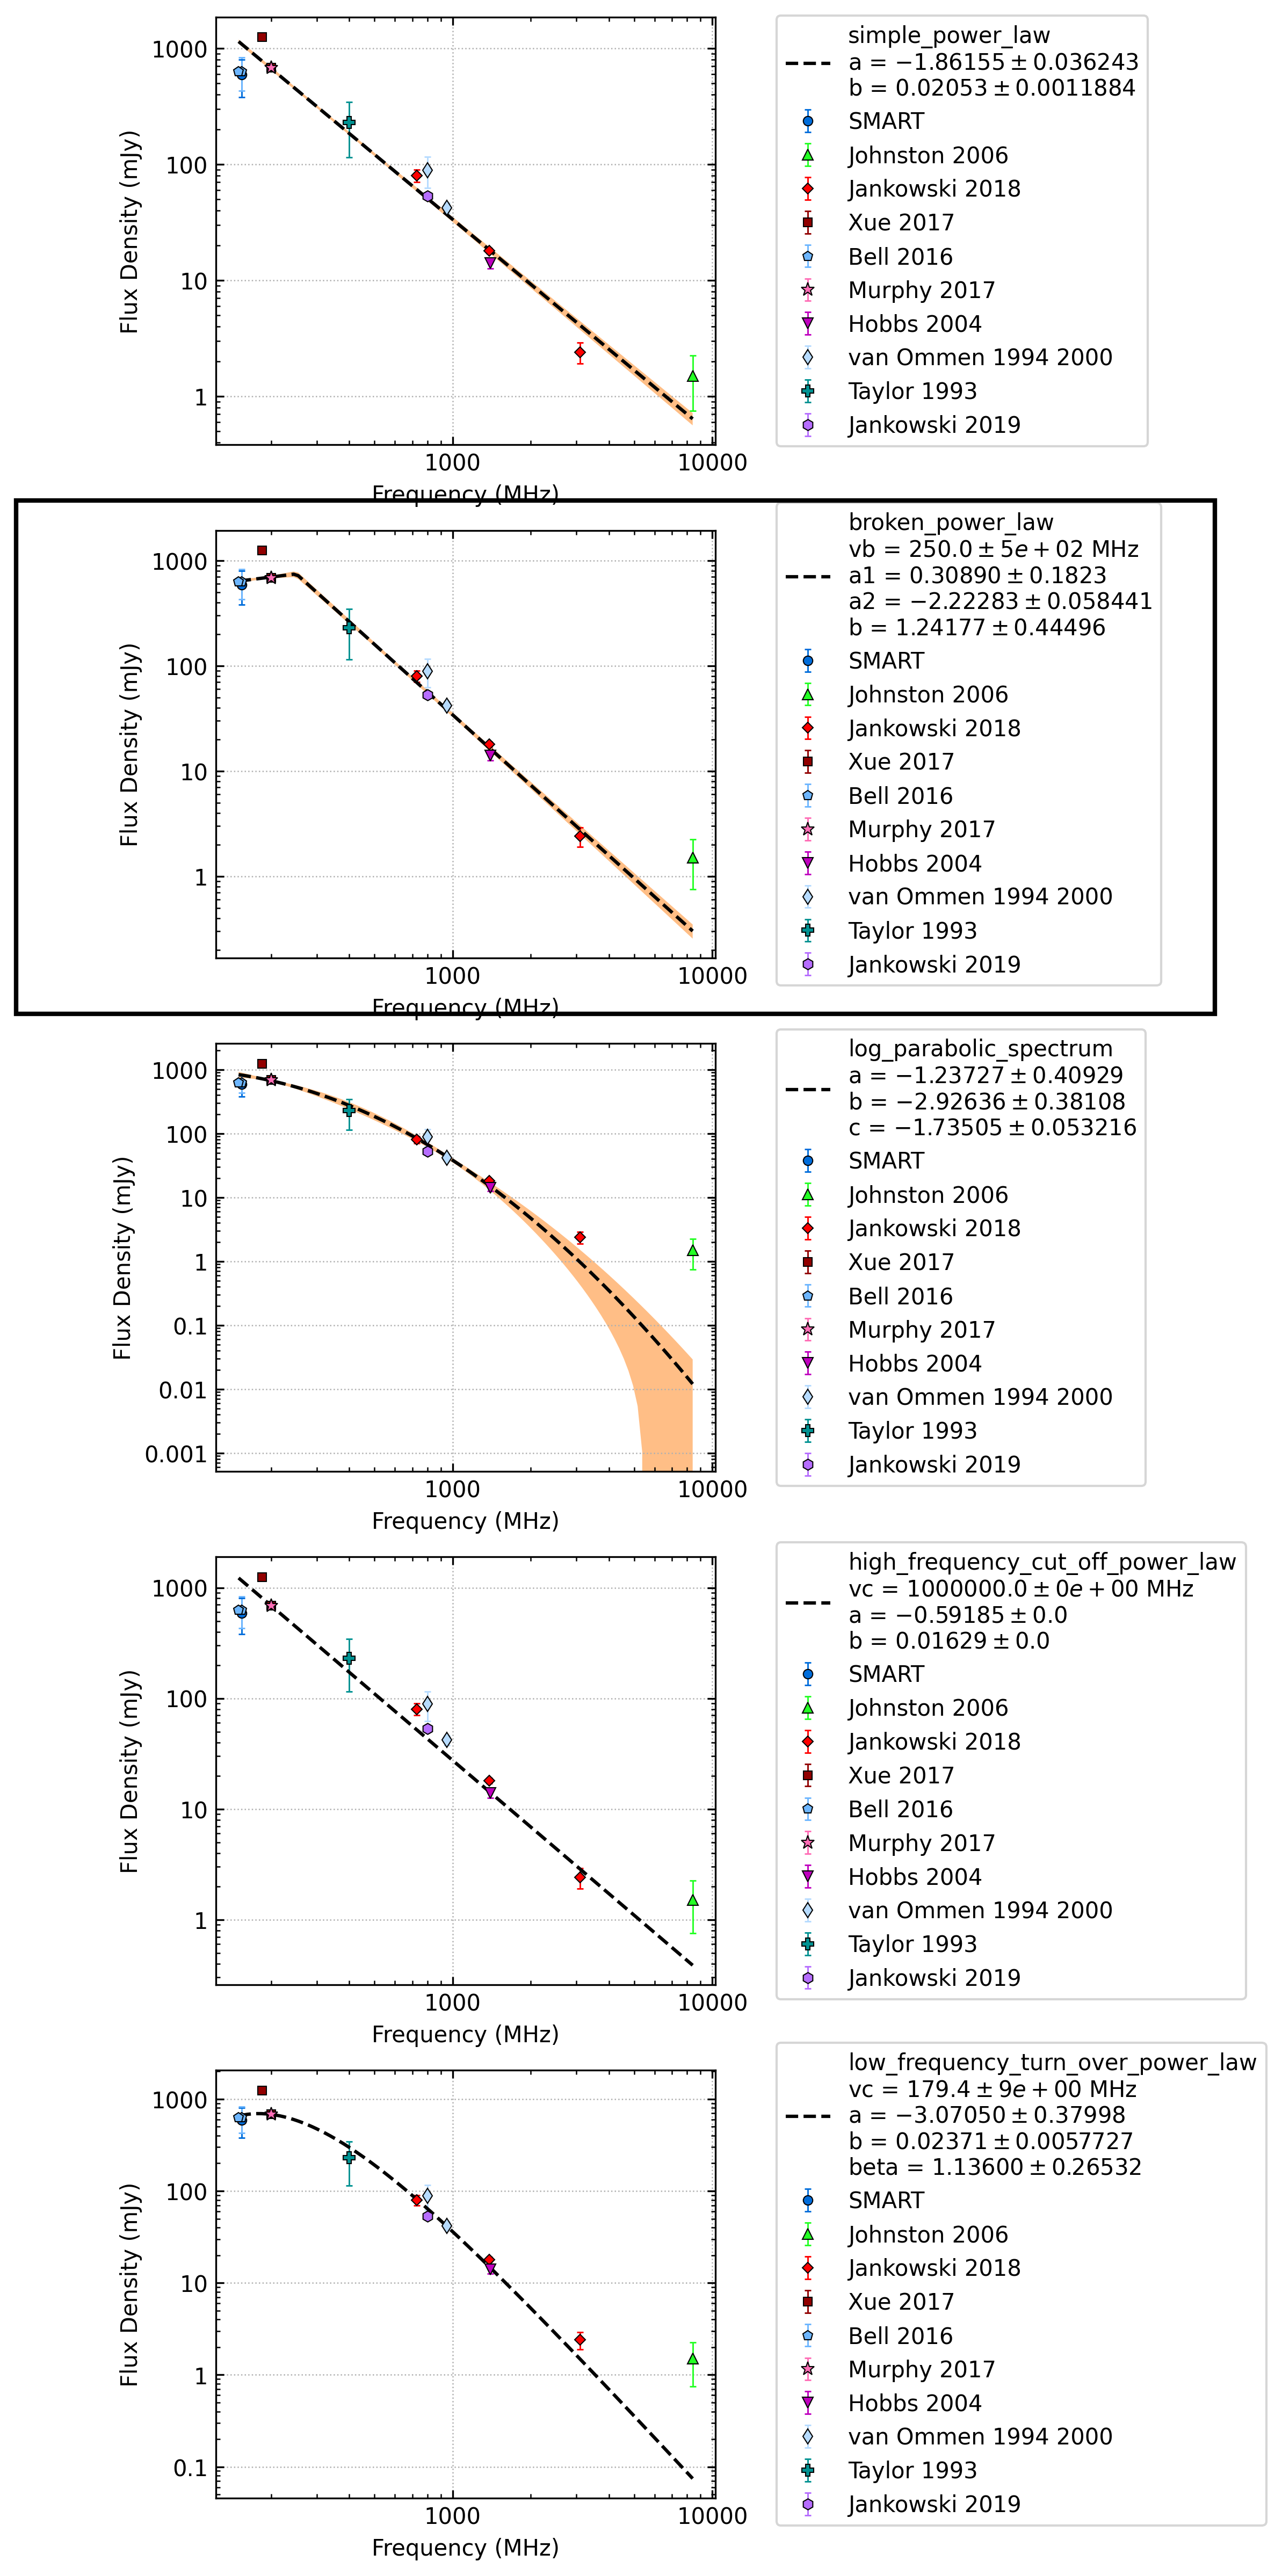 1000
100
10
1
Flux Density (mJy)
1000
10000
Frequency (MHz)
simple_power_law
a = −1.86155 ± 0.036243
b = 0.02053 ± 0.0011884
SMART
Johnston 2006
Jankowski 2018
Xue 2017
Bell 2016
Murphy 2017
Hobbs 2004
van Ommen 1994 2000
Taylor 1993
Jankowski 2019
1000
100
10
1
Flux Density (mJy)
1000
10000
Frequency (MHz)
broken_power_law
vb = 250.0 ± 5e + 02 MHz
a1 = 0.30890 ± 0.1823
a2 = −2.22283 ± 0.058441
b = 1.24177 ± 0.44496
SMART
Johnston 2006
Jankowski 2018
Xue 2017
Bell 2016
Murphy 2017
Hobbs 2004
van Ommen 1994 2000
Taylor 1993
Jankowski 2019
1000
100
10
1
0.1
0.01
0.001
Flux Density (mJy)
1000
10000
Frequency (MHz)
log_parabolic_spectrum
a = −1.23727 ± 0.40929
b = −2.92636 ± 0.38108
c = −1.73505 ± 0.053216
SMART
Johnston 2006
Jankowski 2018
Xue 2017
Bell 2016
Murphy 2017
Hobbs 2004
van Ommen 1994 2000
Taylor 1993
Jankowski 2019
1000
100
10
1
Flux Density (mJy)
1000
10000
Frequency (MHz)
high_frequency_cut_off_power_law
vc = 1000000.0 ± 0e + 00 MHz
a = −0.59185 ± 0.0
b = 0.01629 ± 0.0
SMART
Johnston 2006
Jankowski 2018
Xue 2017
Bell 2016
Murphy 2017
Hobbs 2004
van Ommen 1994 2000
Taylor 1993
Jankowski 2019
1000
100
10
1
0.1
Flux Density (mJy)
1000
10000
Frequency (MHz)
low_frequency_turn_over_power_law
vc = 179.4 ± 9e + 00 MHz
a = −3.07050 ± 0.37998
b = 0.02371 ± 0.0057727
beta = 1.13600 ± 0.26532
SMART
Johnston 2006
Jankowski 2018
Xue 2017
Bell 2016
Murphy 2017
Hobbs 2004
van Ommen 1994 2000
Taylor 1993
Jankowski 2019